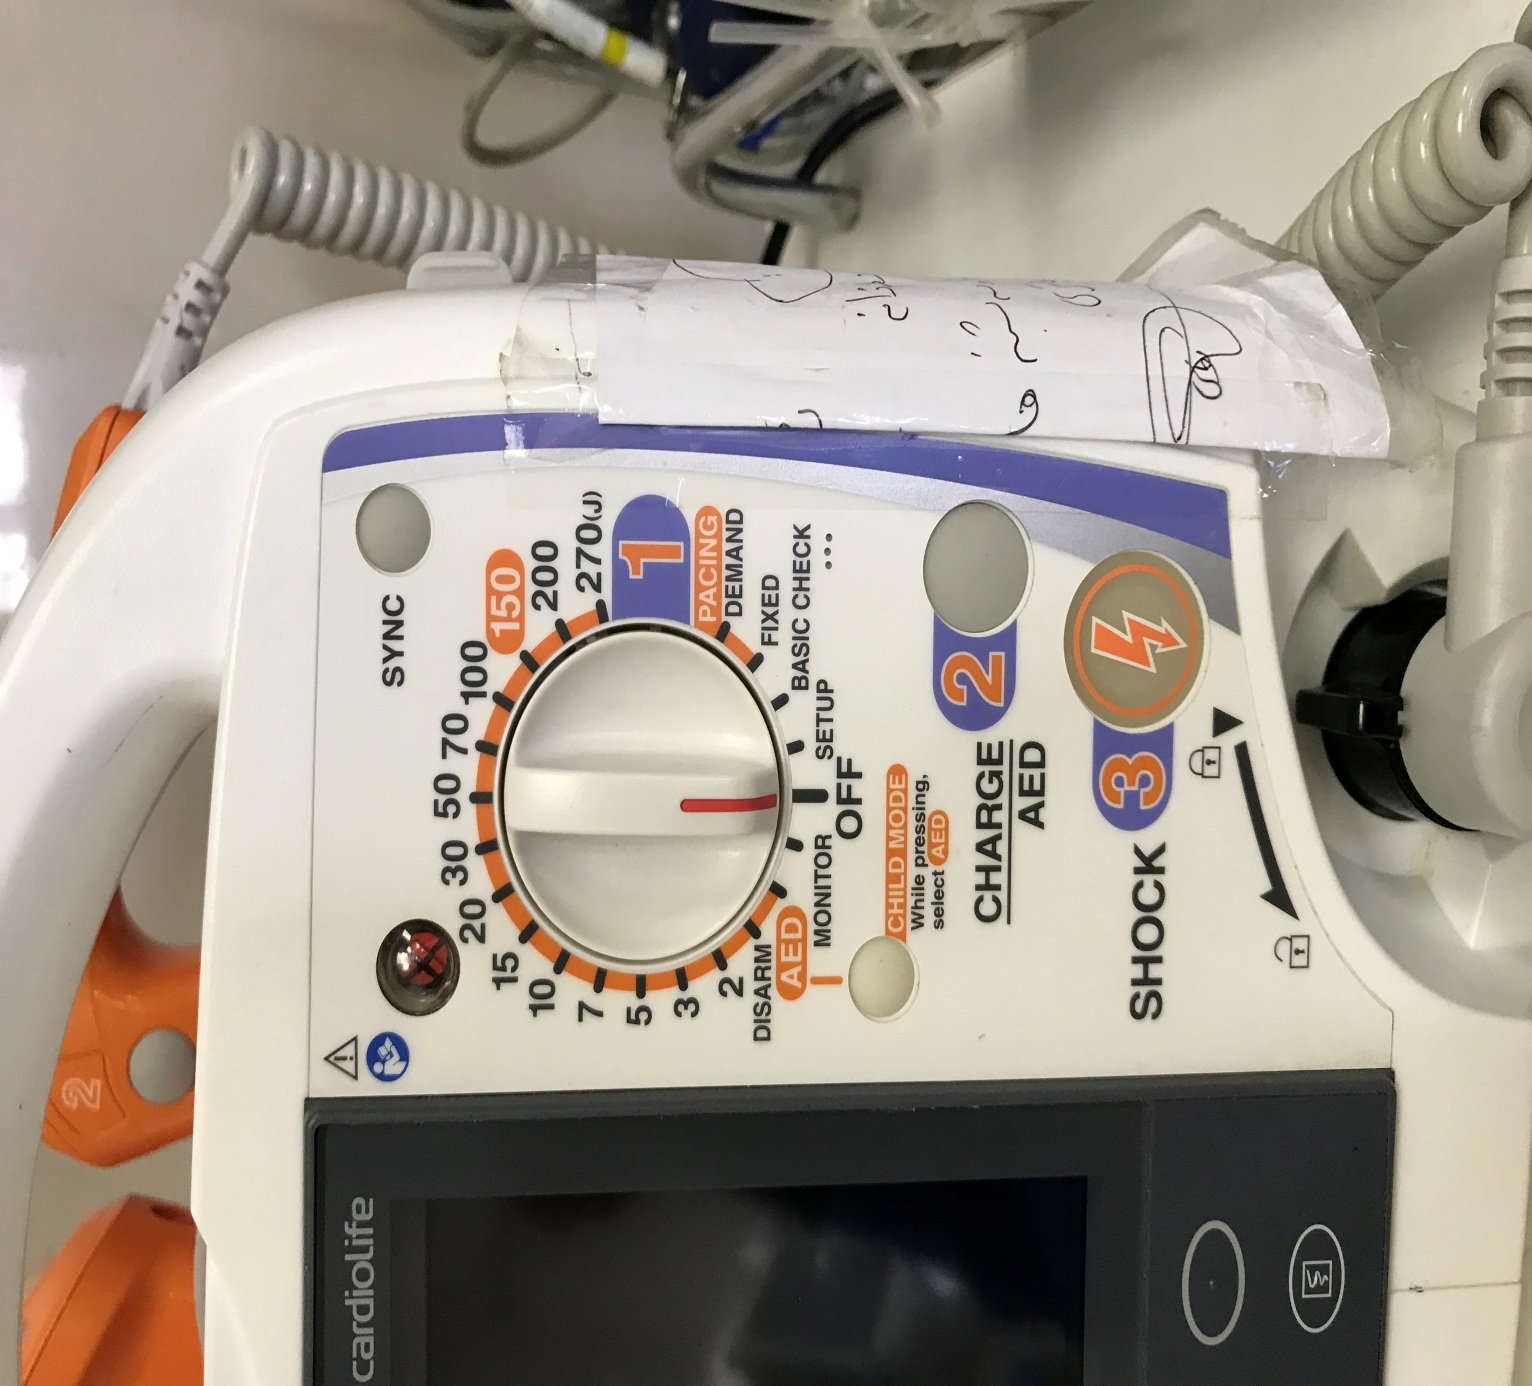 cardiolife
SYNC
DISARM
2
3
5
7
10
15
20
30
50
70
100
150
200
270(J)
1
PACING
DEMAND
FIXED
BASIC CHECK
...
SETUP
OFF
MONITOR
AED
CHILD MODE
While pressing,
select AED
CHARGE
AED
2
SHOCK
3
2